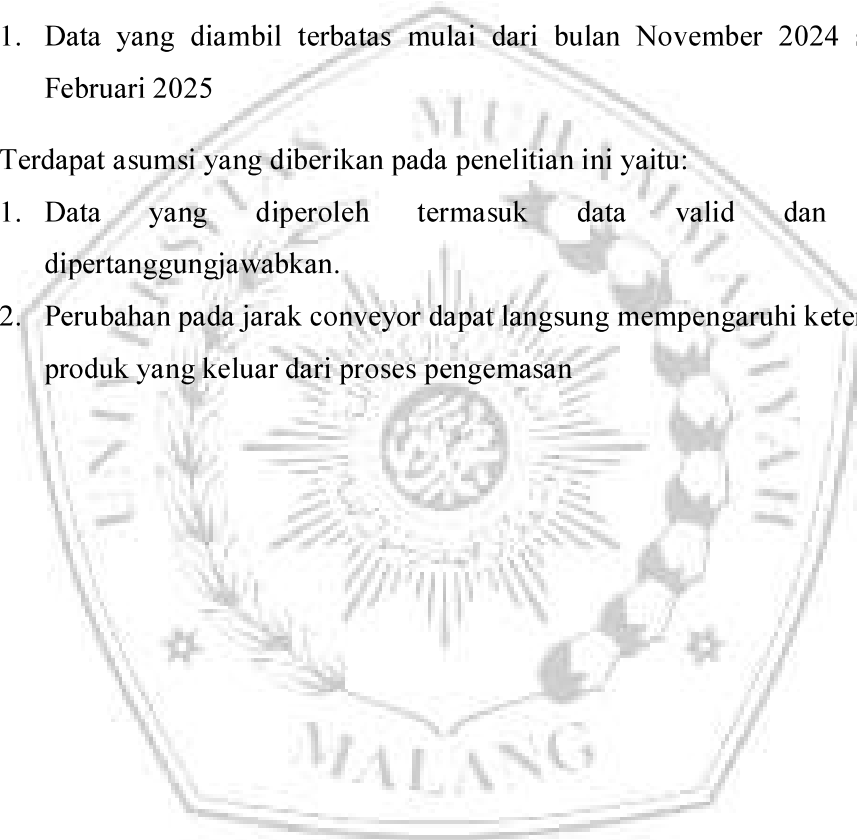 1. Data yang diambil terbatas mulai dari bulan November 2024
Februari 2025
Terdapat asumsi yang diberikan pada penelitian ini yaitu:
1. Data yang diperoleh termasuk data valid dan
dipertanggungjawabkan.
2. Perubahan pada jarak conveyor dapat langsung mempengaruhi
produk yang keluar dari proses pengemasan
UNIVERSITAS MUHAMMADIYAH
MALANG